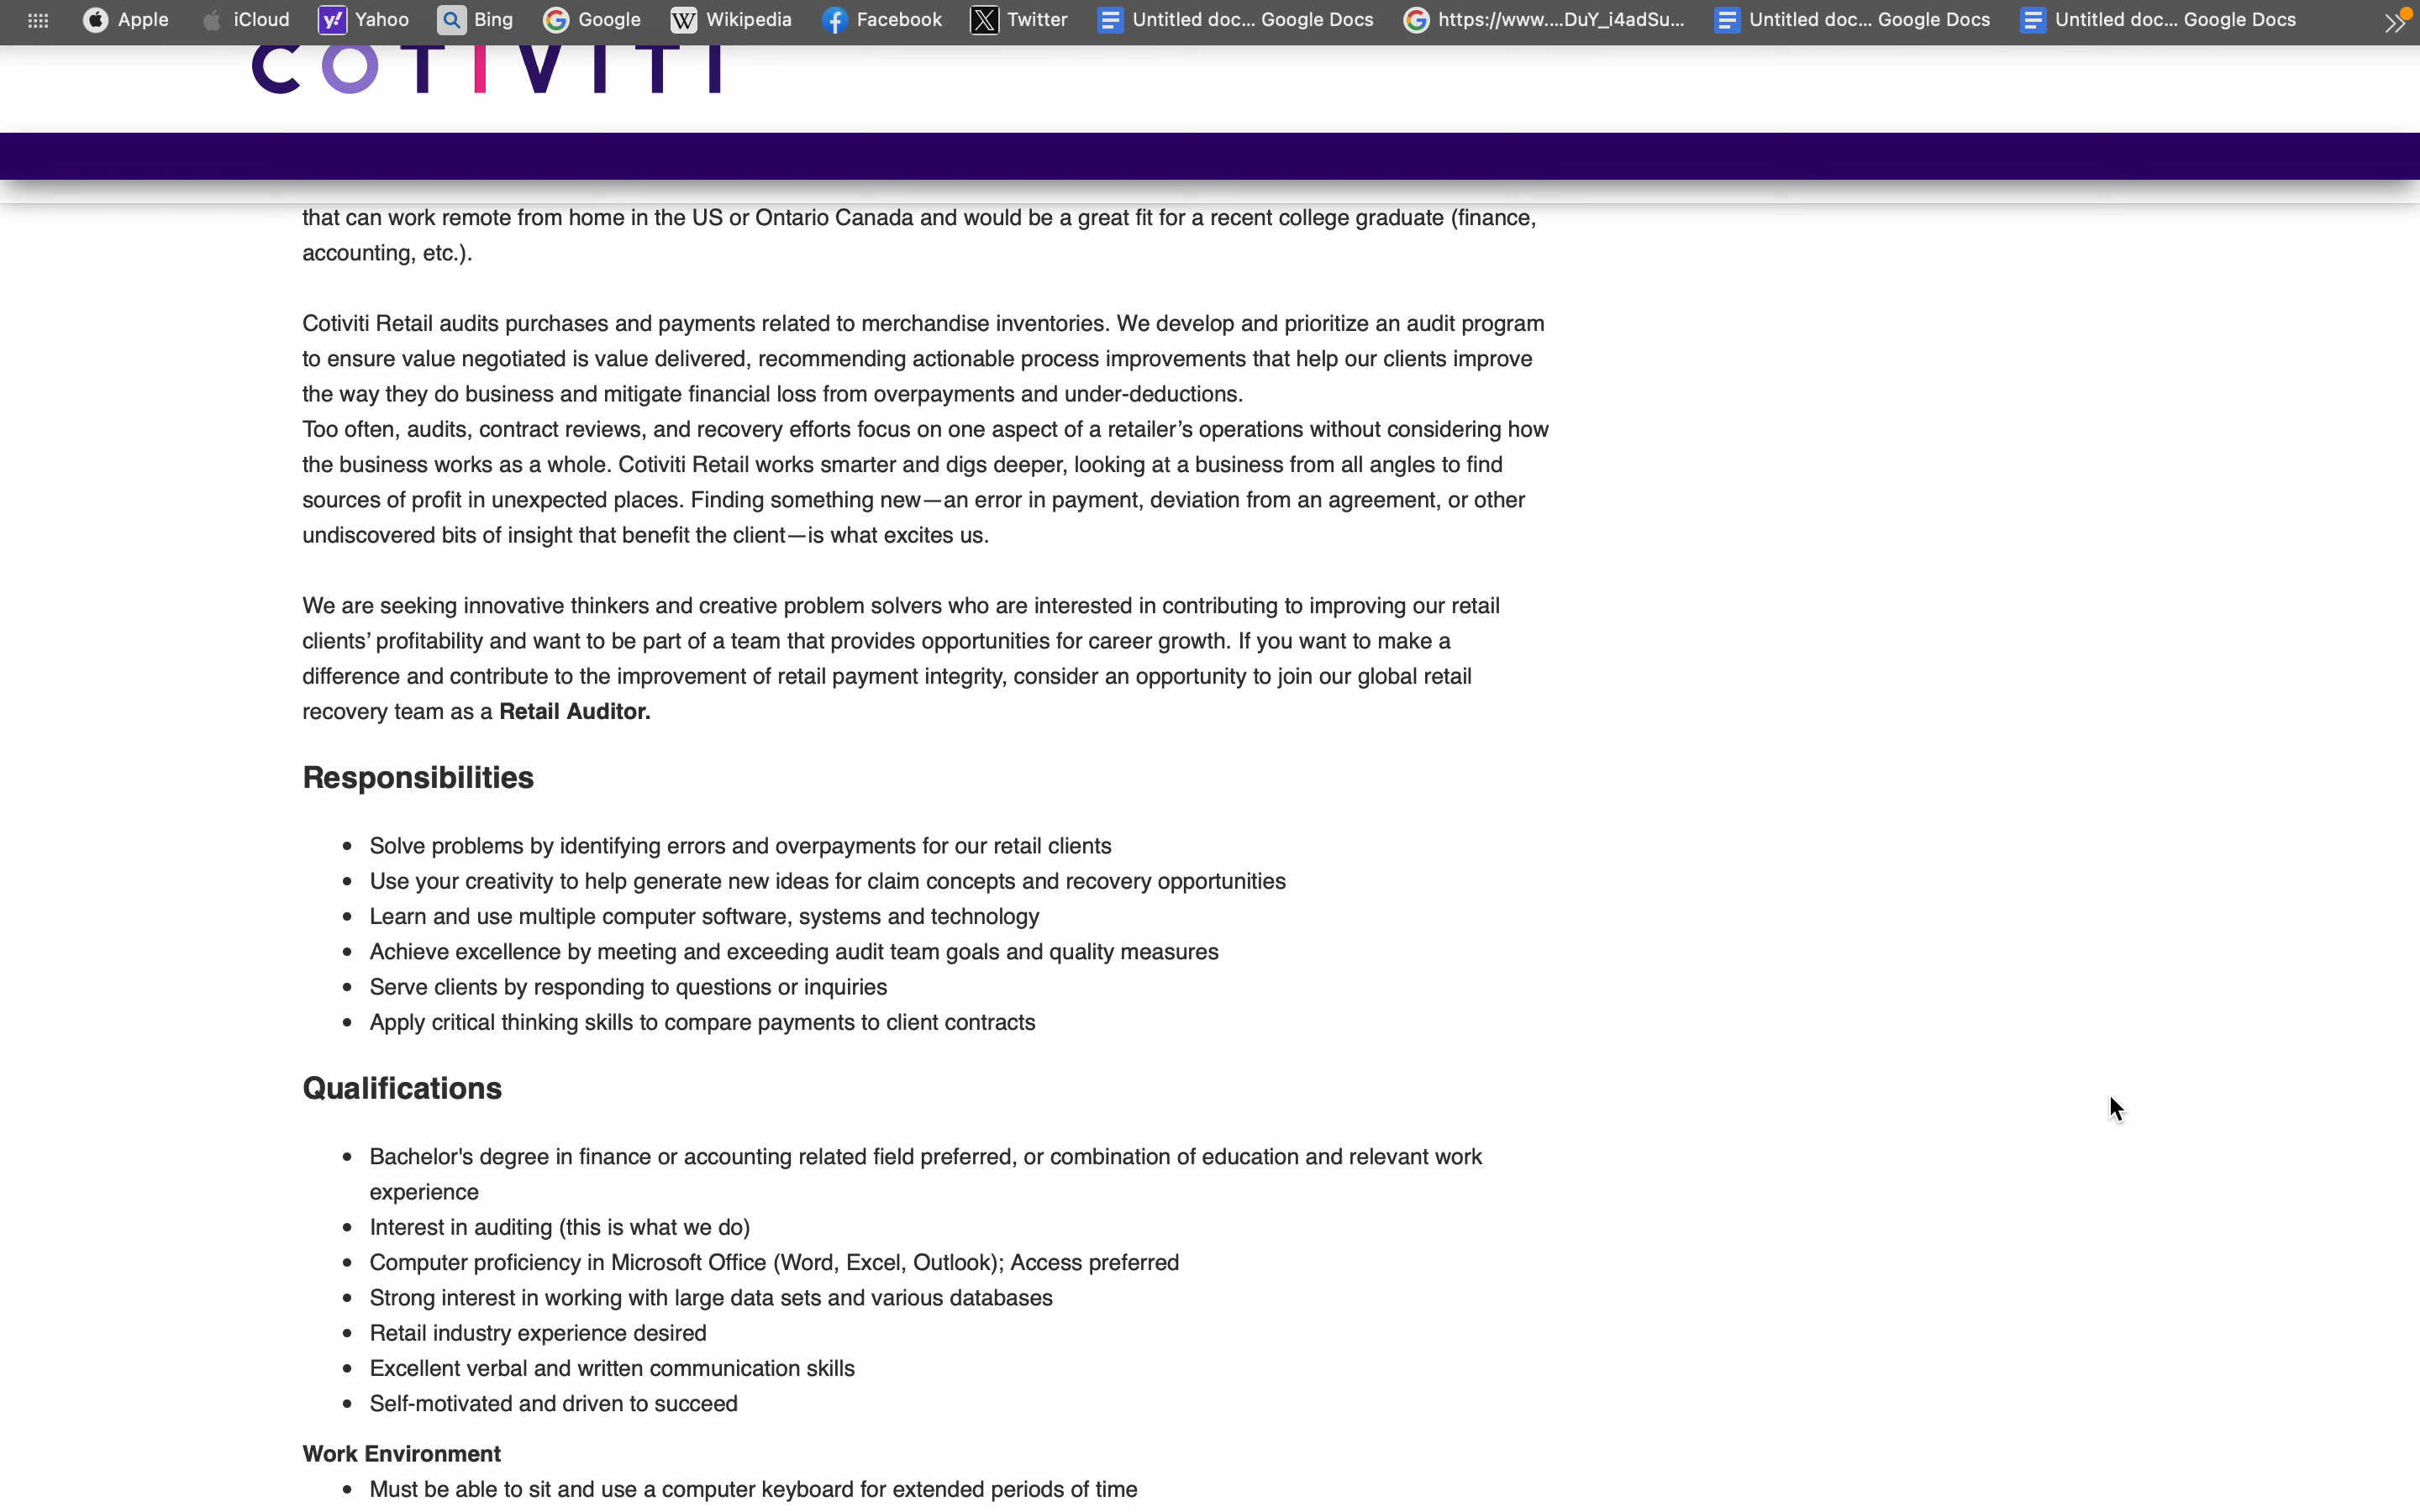 Apple iCloud Yahoo Bing Google Wikipedia Facebook Twitter Untitled doc... Google Docs https://www....DuY_i4adSu... Untitled doc... Google Docs Untitled doc... Google Docs
COTIVITI
that can work remote from home in the US or Ontario Canada and would be a great fit for a recent college graduate (finance,
accounting, etc.).
Cotiviti Retail audits purchases and payments related to merchandise inventories. We develop and prioritize an audit program
to ensure value negotiated is value delivered, recommending actionable process improvements that help our clients improve
the way they do business and mitigate financial loss from overpayments and under-deductions.
Too often, audits, contract reviews, and recovery efforts focus on one aspect of a retailer’s operations without considering how
the business works as a whole. Cotiviti Retail works smarter and digs deeper, looking at a business from all angles to find
sources of profit in unexpected places. Finding something new—an error in payment, deviation from an agreement, or other
undiscovered bits of insight that benefit the client—is what excites us.
We are seeking innovative thinkers and creative problem solvers who are interested in contributing to improving our retail
clients’ profitability and want to be part of a team that provides opportunities for career growth. If you want to make a
difference and contribute to the improvement of retail payment integrity, consider an opportunity to join our global retail
recovery team as a Retail Auditor.
Responsibilities
• Solve problems by identifying errors and overpayments for our retail clients
• Use your creativity to help generate new ideas for claim concepts and recovery opportunities
• Learn and use multiple computer software, systems and technology
• Achieve excellence by meeting and exceeding audit team goals and quality measures
• Serve clients by responding to questions or inquiries
• Apply critical thinking skills to compare payments to client contracts
Qualifications
• Bachelor's degree in finance or accounting related field preferred, or combination of education and relevant work
experience
• Interest in auditing (this is what we do)
• Computer proficiency in Microsoft Office (Word, Excel, Outlook); Access preferred
• Strong interest in working with large data sets and various databases
• Retail industry experience desired
• Excellent verbal and written communication skills
• Self-motivated and driven to succeed
Work Environment
• Must be able to sit and use a computer keyboard for extended periods of time